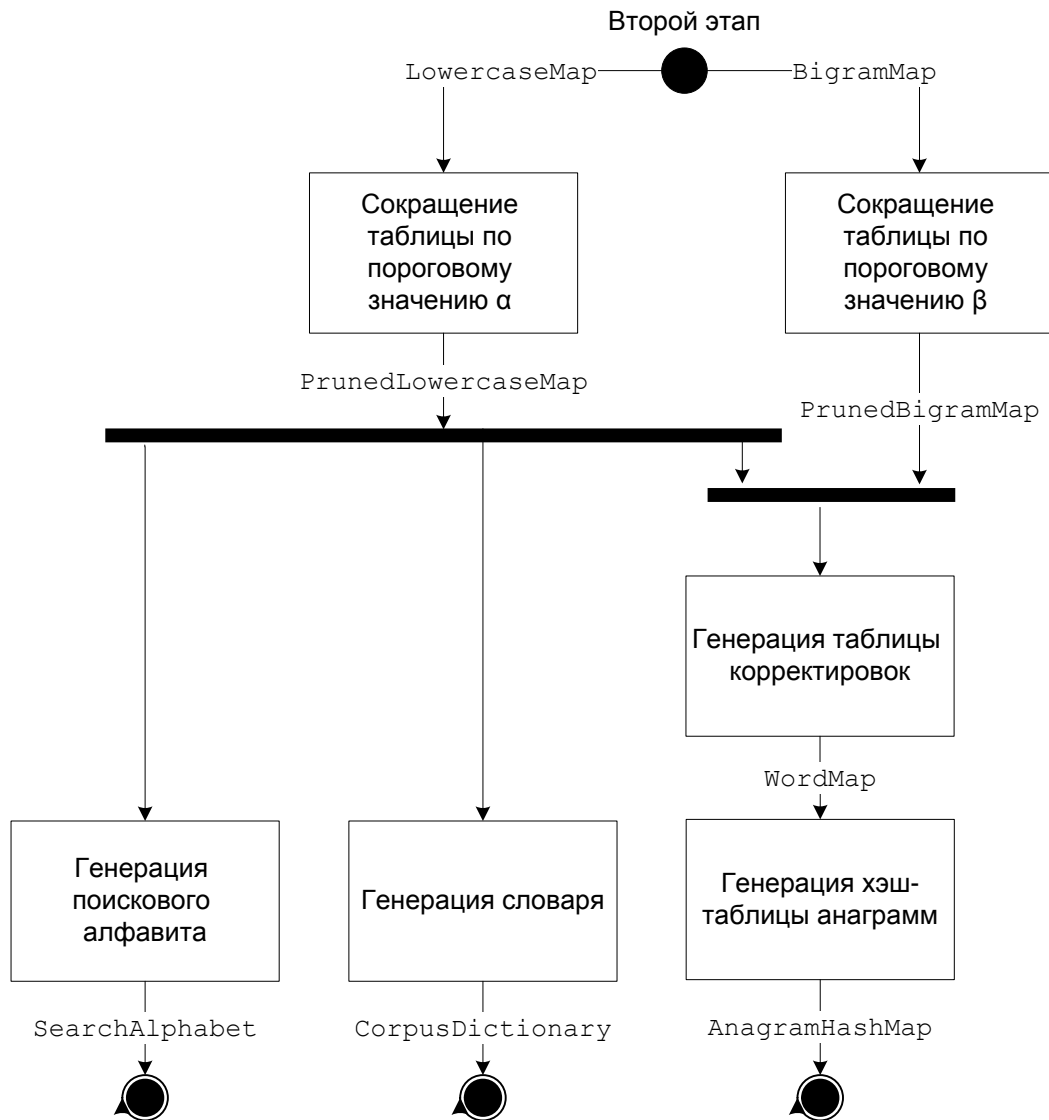 Второй этап
LowercaseMap
BigramMap
Сокращение
таблицы по
пороговому
значению α
Сокращение
таблицы по
пороговому
значению β
PrunedLowercaseMap
PrunedBigramMap
Генерация таблицы
корректировок
WordMap
Генерация
поискового
алфавита
Генерация словаря
Генерация хэш-
таблицы анаграмм
SearchAlphabet
CorpusDictionary
AnagramHashMap